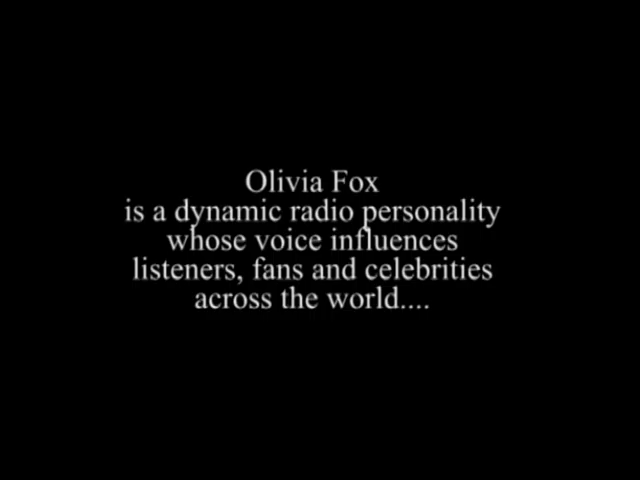 Olivia Fox
is a dynamic radio personality
whose voice influences
listeners, fans and celebrities
across the world....